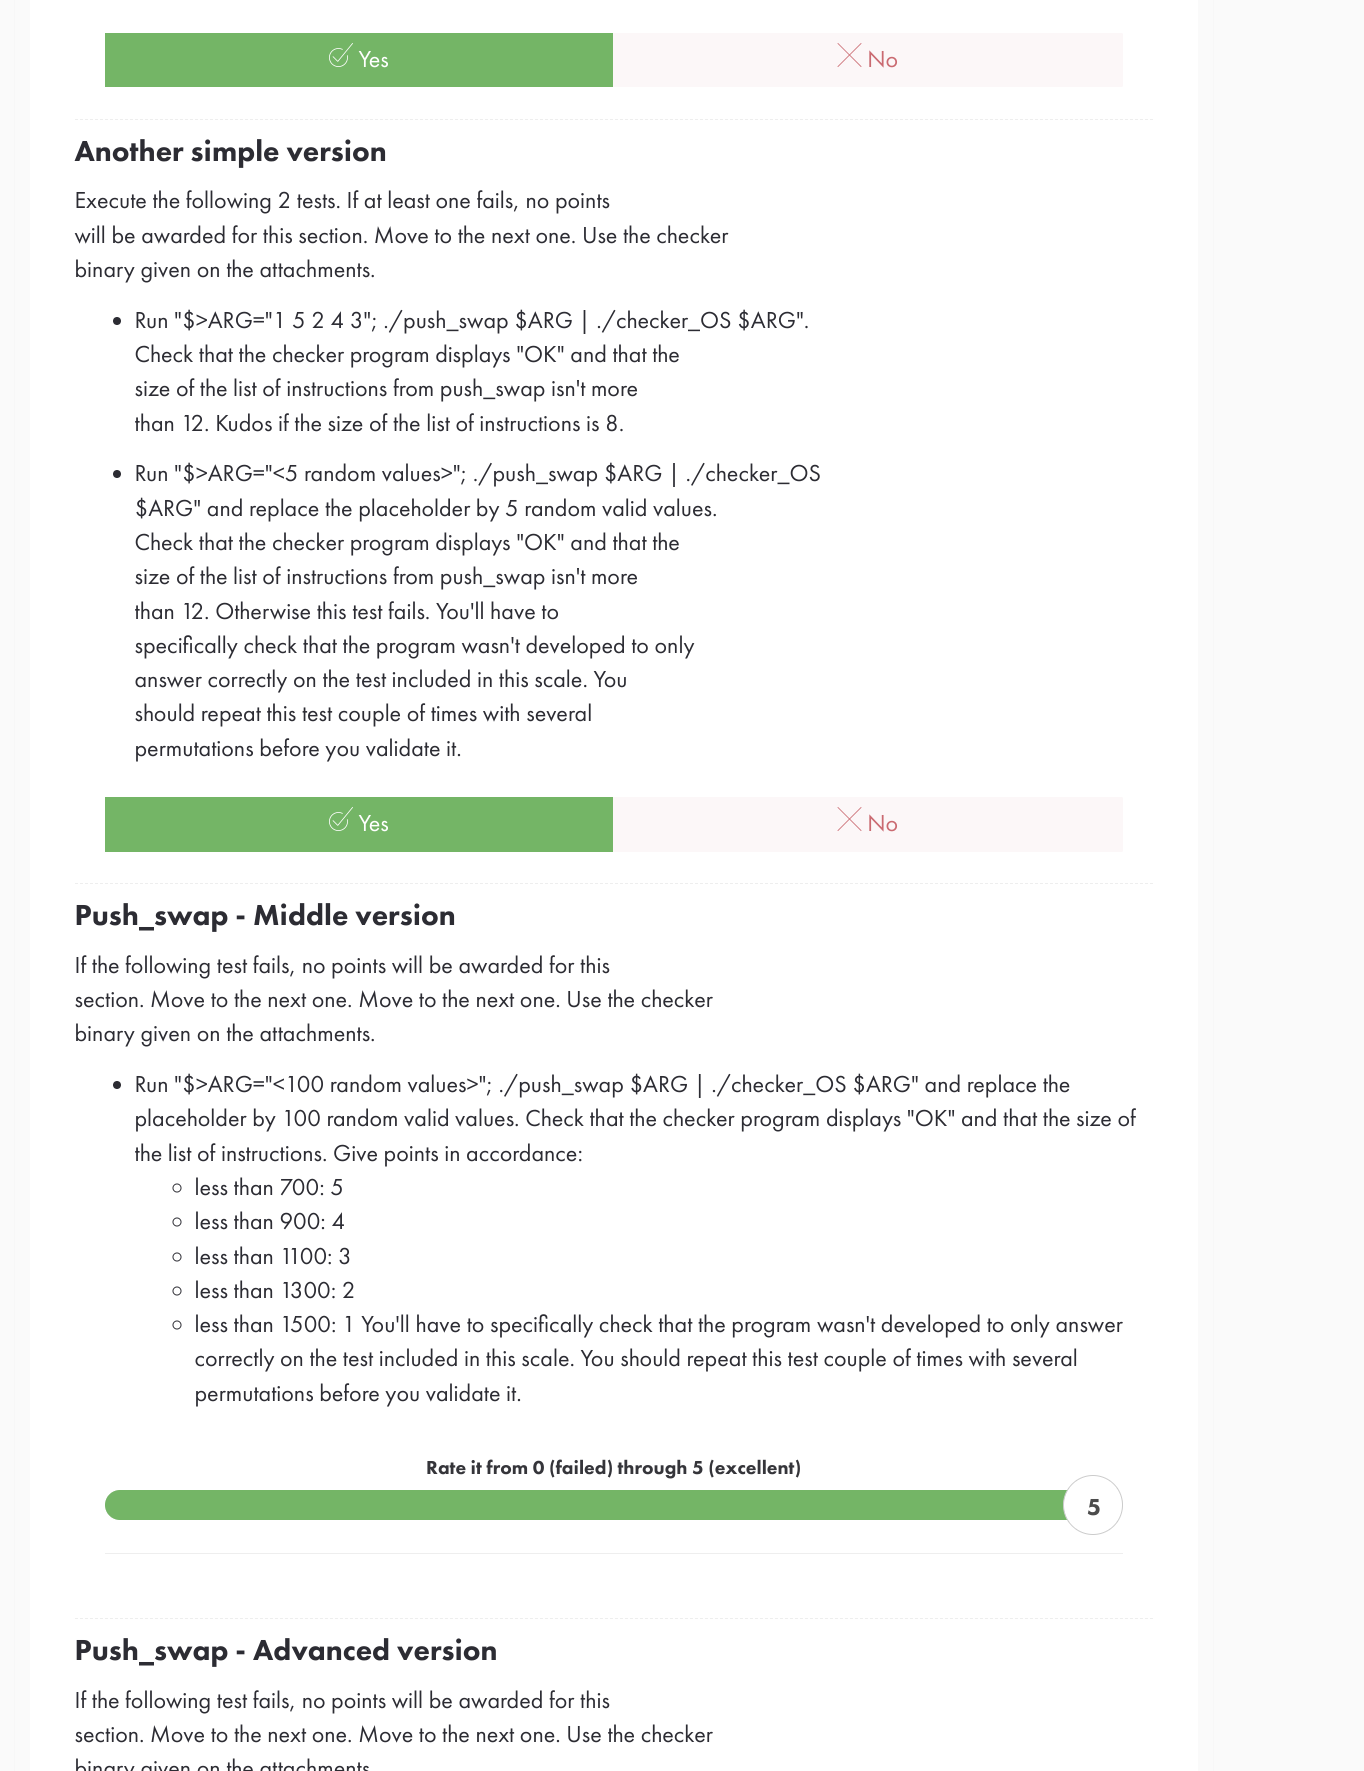 Yes
No
Another simple version
Execute the following 2 tests. If at least one fails, no points
will be awarded for this section. Move to the next one. Use the checker
binary given on the attachments.
Run "$>ARG="1 5 2 4 3"; ./push_swap $ARG | ./checker_OS $ARG".
Check that the checker program displays "OK" and that the
size of the list of instructions from push_swap isn't more
than 12. Kudos if the size of the list of instructions is 8.
Run "$>ARG="<5 random values>"; ./push_swap $ARG | ./checker_OS
$ARG" and replace the placeholder by 5 random valid values.
Check that the checker program displays "OK" and that the
size of the list of instructions from push_swap isn't more
than 12. Otherwise this test fails. You'll have to
specifically check that the program wasn't developed to only
answer correctly on the test included in this scale. You
should repeat this test couple of times with several
permutations before you validate it.
Yes
No
Push_swap - Middle version
If the following test fails, no points will be awarded for this
section. Move to the next one. Move to the next one. Use the checker
binary given on the attachments.
Run "$>ARG="<100 random values>"; ./push_swap $ARG | ./checker_OS $ARG" and replace the
placeholder by 100 random valid values. Check that the checker program displays "OK" and that the size of
the list of instructions. Give points in accordance:
less than 700: 5
less than 900: 4
less than 1100: 3
less than 1300: 2
less than 1500: 1 You'll have to specifically check that the program wasn't developed to only answer
correctly on the test included in this scale. You should repeat this test couple of times with several
permutations before you validate it.
Rate it from 0 (failed) through 5 (excellent)
5
Push_swap - Advanced version
If the following test fails, no points will be awarded for this
section. Move to the next one. Move to the next one. Use the checker
binary given on the attachments.